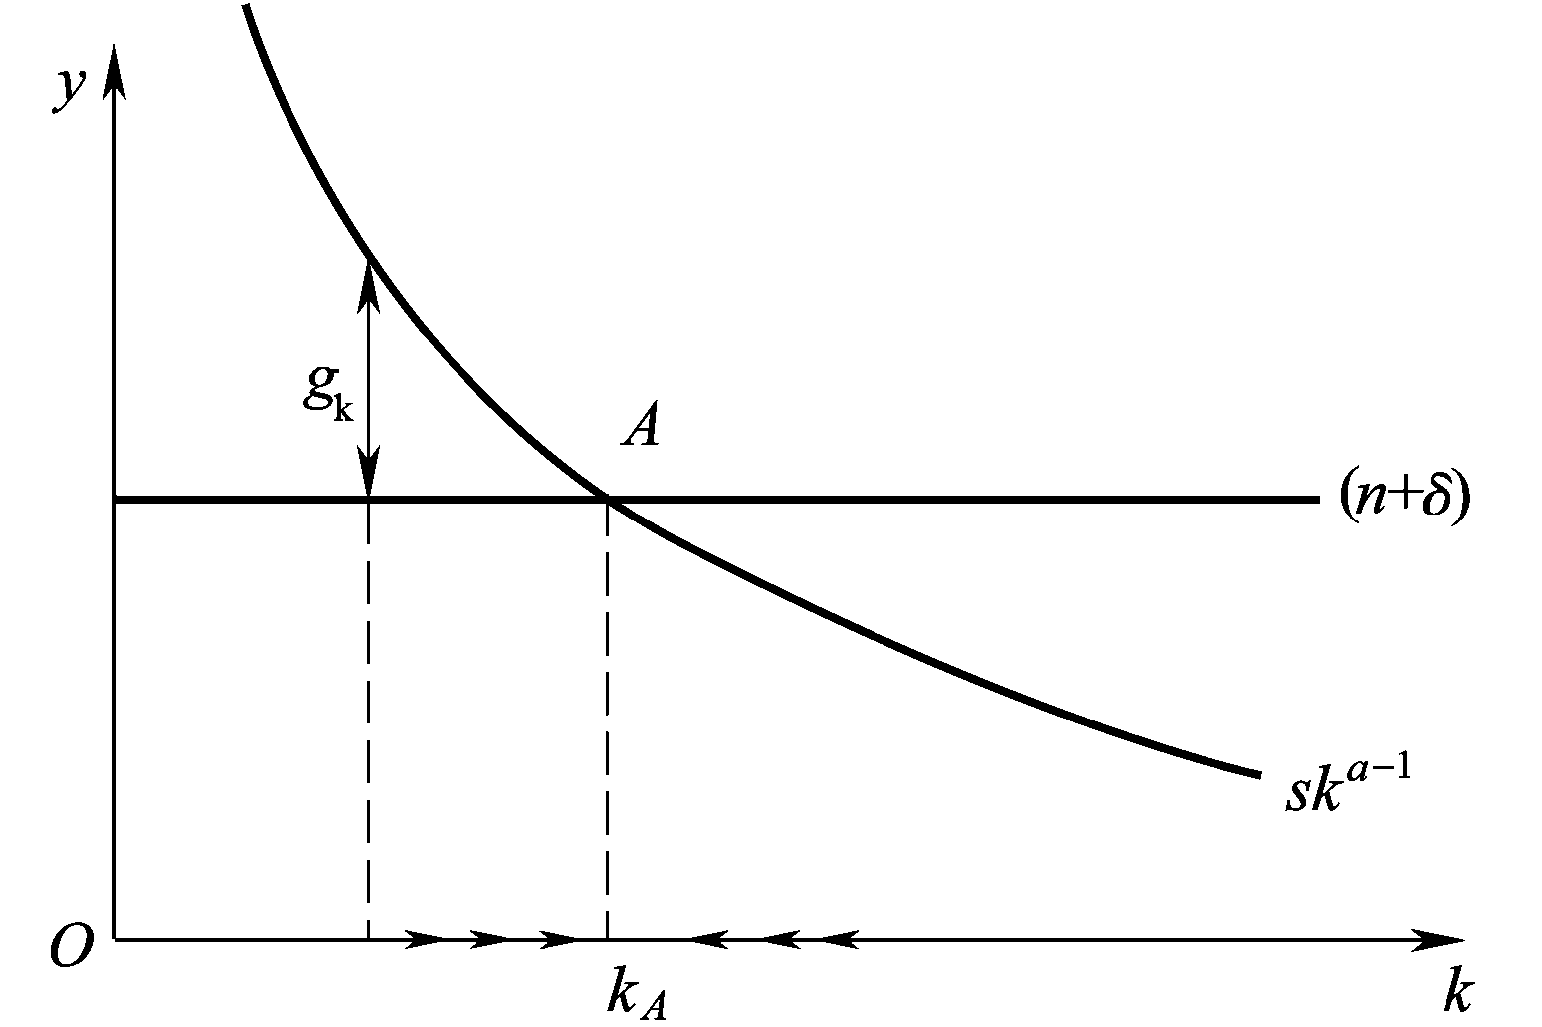 y
g_k
A
(n+δ)
sk^{a-1}
O
k_A
k